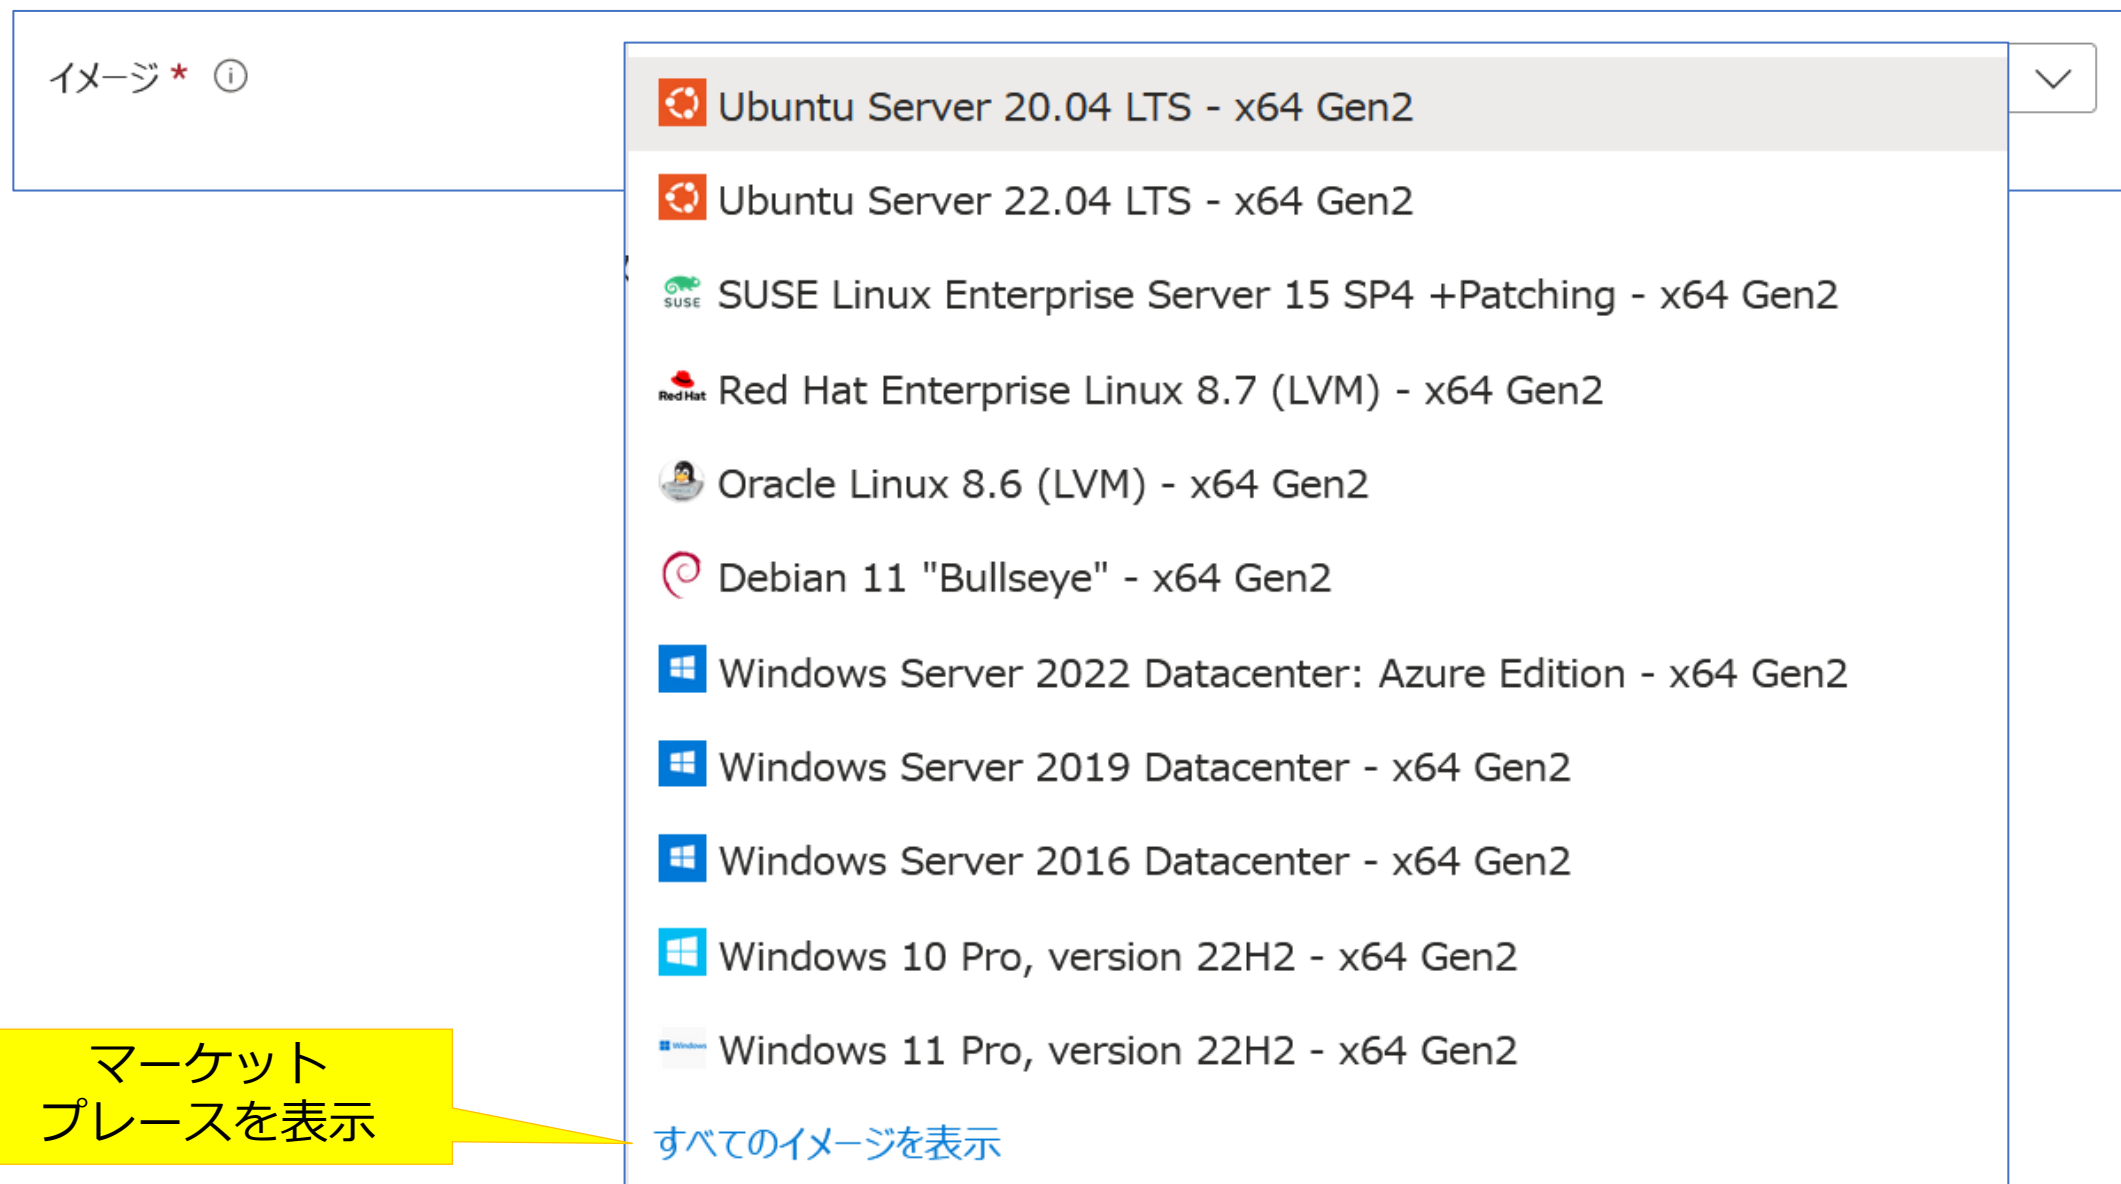 イメージ *
Ubuntu Server 20.04 LTS - x64 Gen2
Ubuntu Server 22.04 LTS - x64 Gen2
SUSE
SUSE Linux Enterprise Server 15 SP4 +Patching - x64 Gen2
Red Hat
Red Hat Enterprise Linux 8.7 (LVM) - x64 Gen2
Oracle Linux 8.6 (LVM) - x64 Gen2
Debian 11 "Bullseye" - x64 Gen2
Windows Server 2022 Datacenter: Azure Edition - x64 Gen2
Windows Server 2019 Datacenter - x64 Gen2
Windows Server 2016 Datacenter - x64 Gen2
Windows 10 Pro, version 22H2 - x64 Gen2
Windows
Windows 11 Pro, version 22H2 - x64 Gen2
マーケット
プレースを表示
すべてのイメージを表示